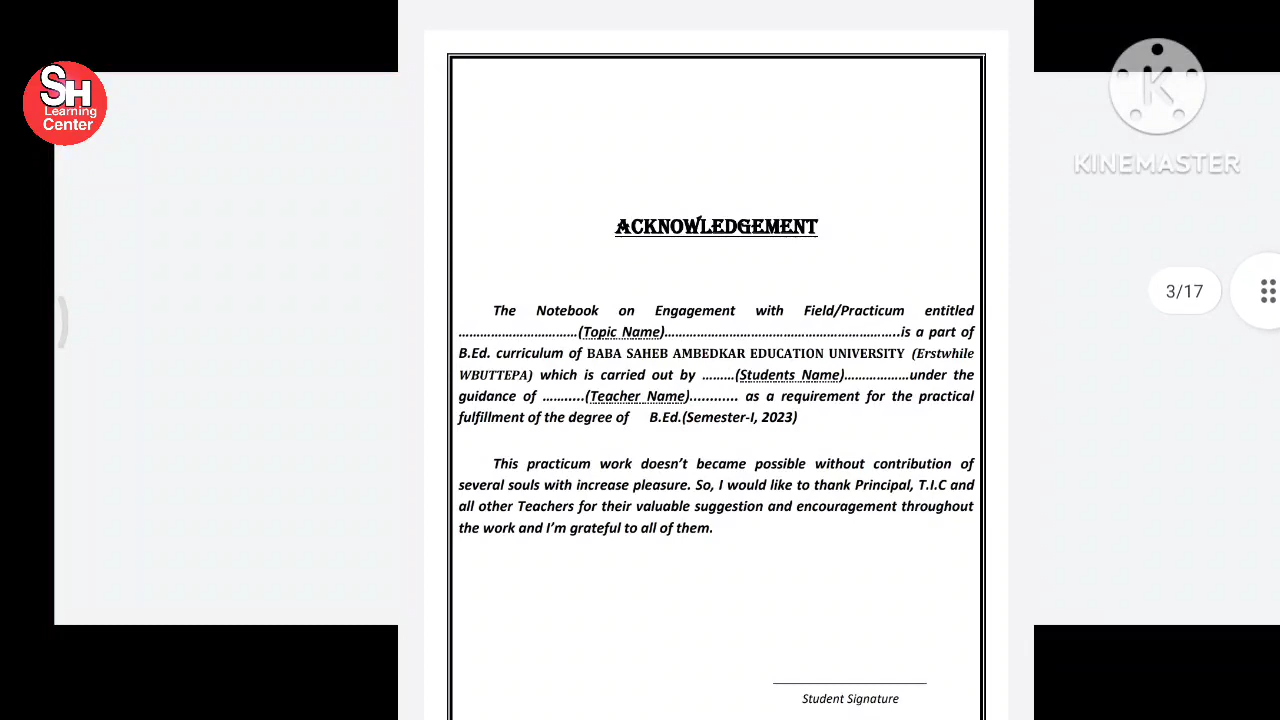 SH
Learning
Center
K
KINEMASTER
3/17
ACKNOWLEDGEMENT
The Notebook on Engagement with Field/Practicum entitled
……………………………(Topic Name)…………………………………………………………..is a part of
B.Ed. curriculum of BABA SAHEB AMBEDKAR EDUCATION UNIVERSITY (Erstwhile
WBUTTEPA) which is carried out by ………(Students Name)………………under the
guidance of …….....(Teacher Name)............ as a requirement for the practical
fulfillment of the degree of B.Ed.(Semester-I, 2023)
This practicum work doesn’t became possible without contribution of
several souls with increase pleasure. So, I would like to thank Principal, T.I.C and
all other Teachers for their valuable suggestion and encouragement throughout
the work and I’m grateful to all of them.
Student Signature